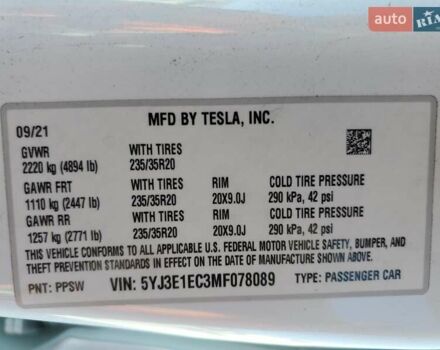 AUTO
RIA
MFD BY TESLA, INC.
09/21
GVWR WITH TIRES
2220 kg (4894 lb) 235/35R20
GAWR FRT WITH TIRES RIM COLD TIRE PRESSURE
1110 kg (2447 lb) 235/35R20 20X9.0J 290 kPa, 42 psi
GAWR RR WITH TIRES RIM COLD TIRE PRESSURE
1257 kg (2771 lb) 235/35R20 20X9.0J 290 kPa, 42 psi
THIS VEHICLE CONFORMS TO ALL APPLICABLE U.S. FEDERAL MOTOR VEHICLE SAFETY, BUMPER, AND
THEFT PREVENTION STANDARDS IN EFFECT ON THE DATE OF MANUFACTURE SHOWN ABOVE.
PNT: PPSW VIN: 5YJ3E1EC3MF078089 TYPE: PASSENGER CAR